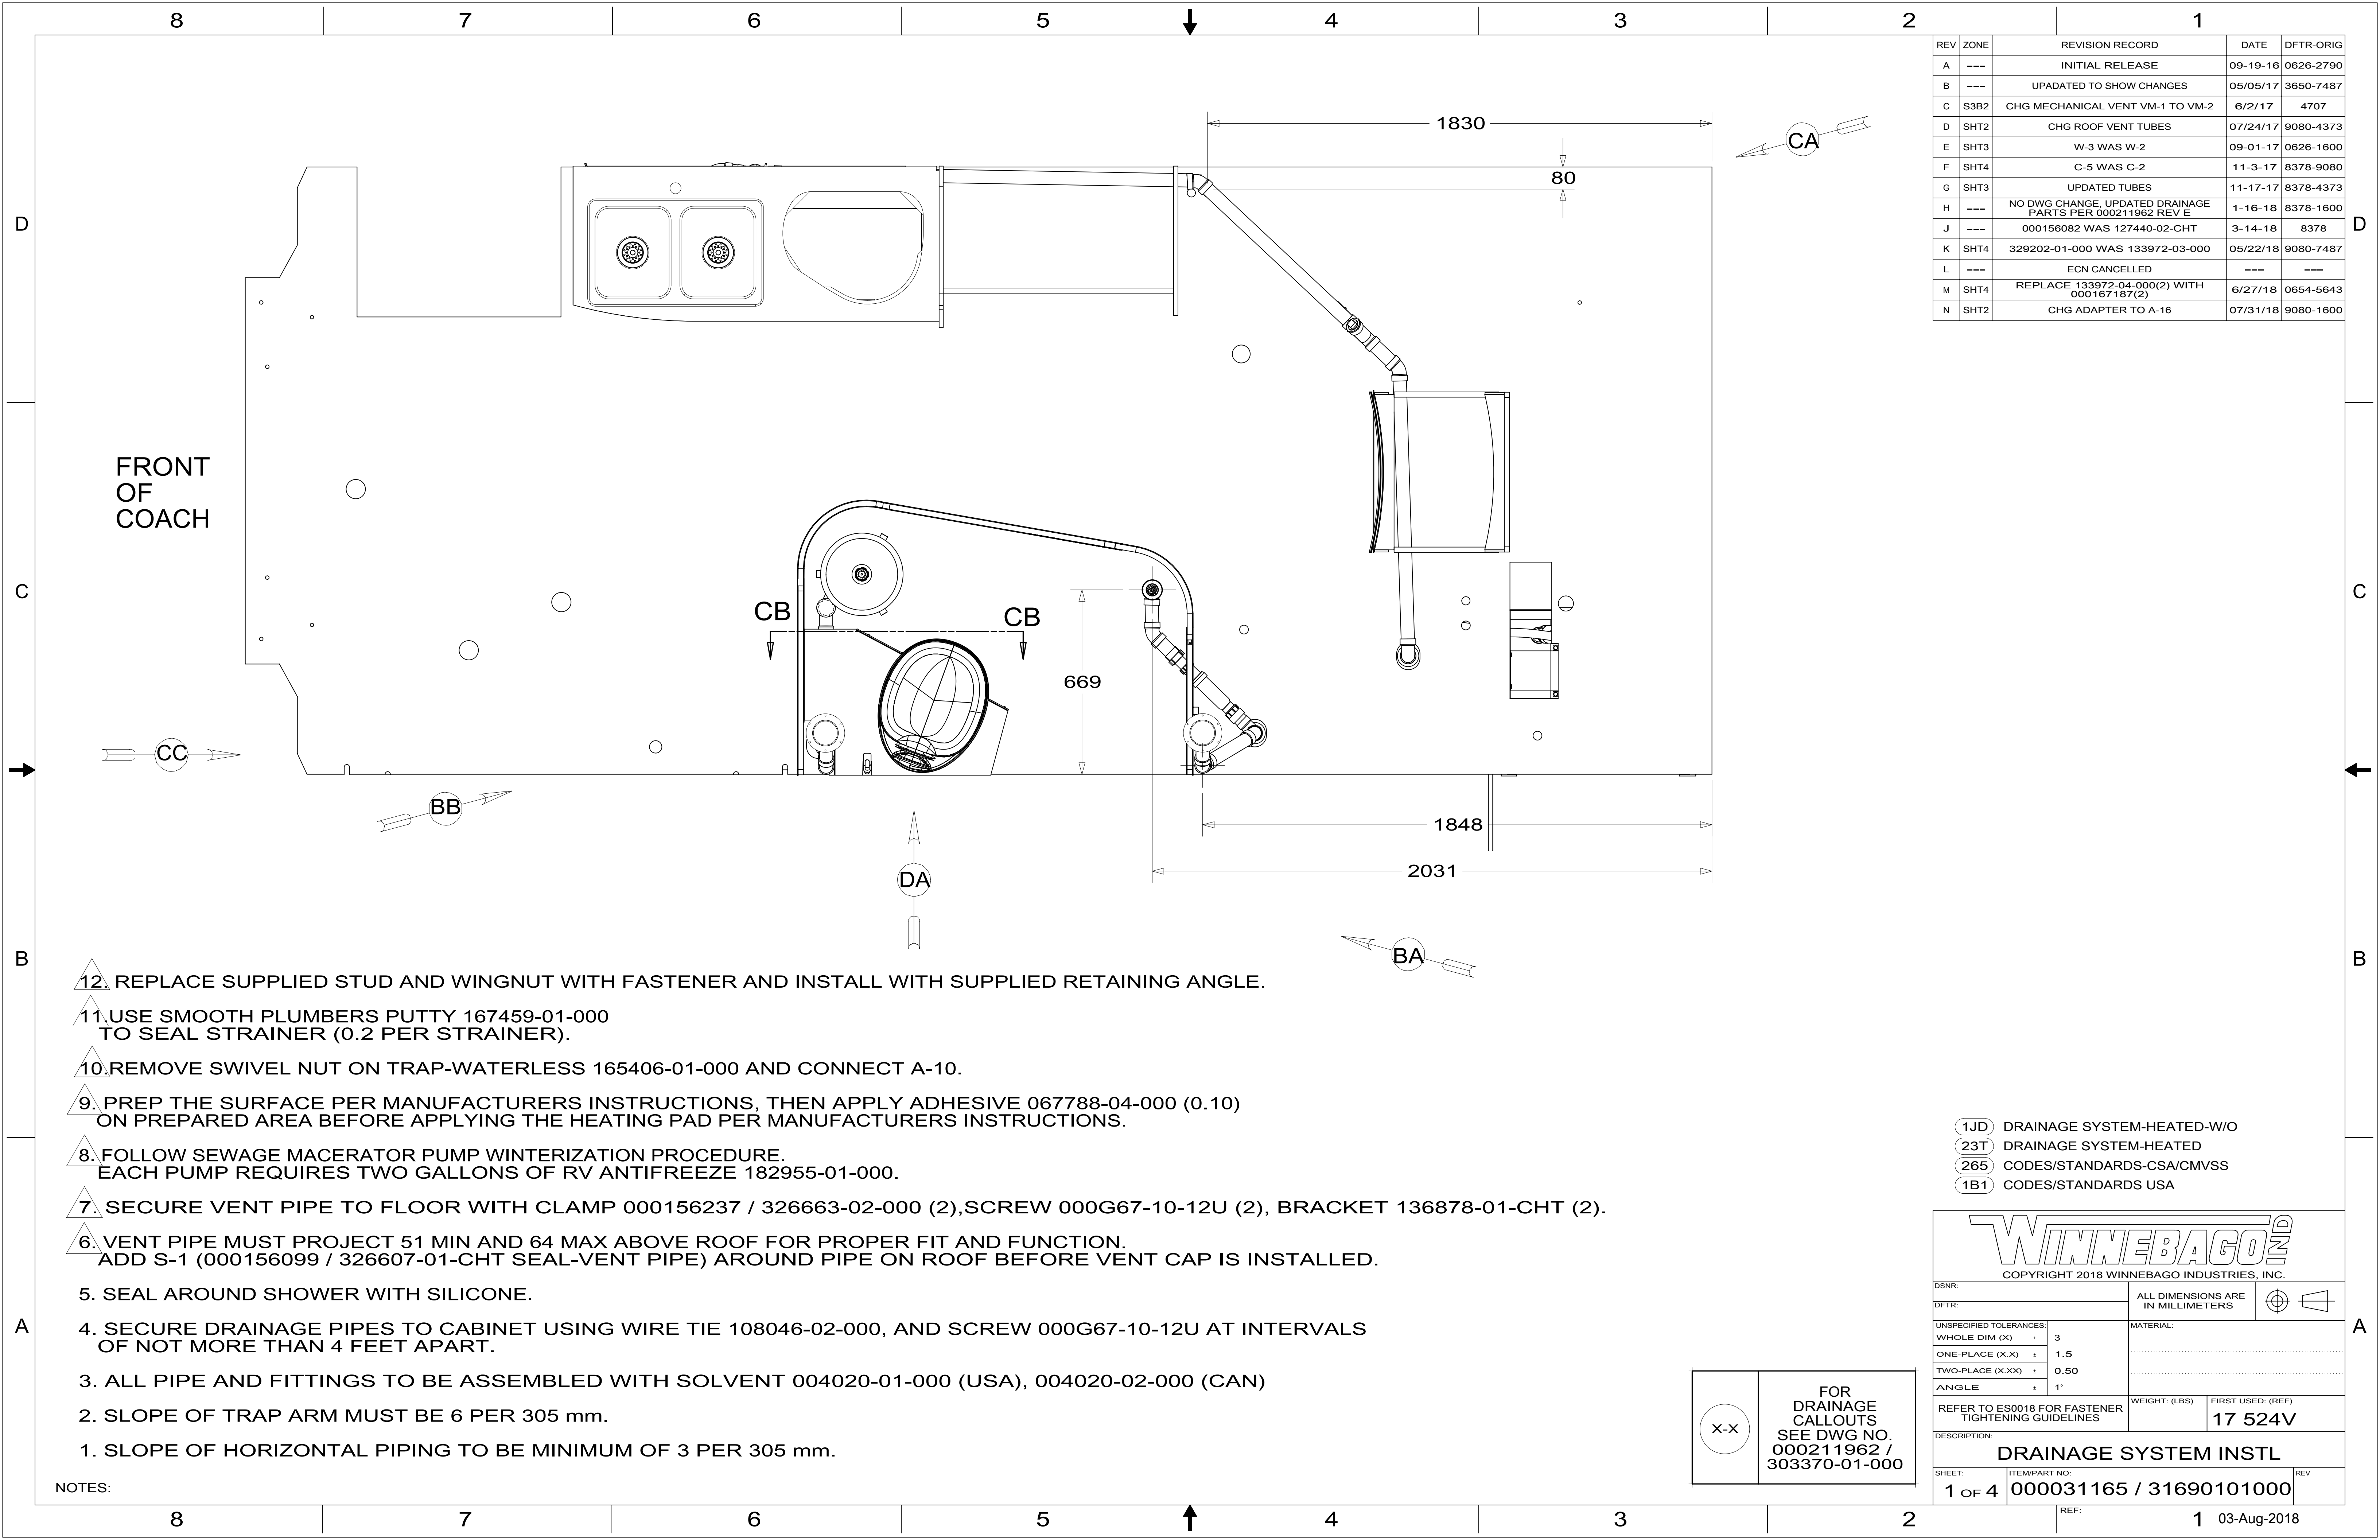 8 7 6 5 4 3 2 1
REV ZONE REVISION RECORD DATE DFTR-ORIG
A --- INITIAL RELEASE 09-19-16 0626-2790
B --- UPADATED TO SHOW CHANGES 05/05/17 3650-7487
C S3B2 CHG MECHANICAL VENT VM-1 TO VM-2 6/2/17 4707
D SHT2 CHG ROOF VENT TUBES 07/24/17 9080-4373
E SHT3 W-3 WAS W-2 09-01-17 0626-1600
F SHT4 C-5 WAS C-2 11-3-17 8378-9080
G SHT3 UPDATED TUBES 11-17-17 8378-4373
H --- NO DWG CHANGE, UPDATED DRAINAGE
PARTS PER 000211962 REV E 1-16-18 8378-1600
J --- 000156082 WAS 127440-02-CHT 3-14-18 8378
K SHT4 329202-01-000 WAS 133972-03-000 05/22/18 9080-7487
L --- ECN CANCELLED --- ---
M SHT4 REPLACE 133972-04-000(2) WITH
000167187(2) 6/27/18 0654-5643
N SHT2 CHG ADAPTER TO A-16 07/31/18 9080-1600
1830
CA
80
D D
FRONT
OF
COACH
C C
CB CB
669
CC
BB
1848
DA
2031
BA
B B
12. REPLACE SUPPLIED STUD AND WINGNUT WITH FASTENER AND INSTALL WITH SUPPLIED RETAINING ANGLE.
11. USE SMOOTH PLUMBERS PUTTY 167459-01-000
TO SEAL STRAINER (0.2 PER STRAINER).
10. REMOVE SWIVEL NUT ON TRAP-WATERLESS 165406-01-000 AND CONNECT A-10.
9. PREP THE SURFACE PER MANUFACTURERS INSTRUCTIONS, THEN APPLY ADHESIVE 067788-04-000 (0.10)
ON PREPARED AREA BEFORE APPLYING THE HEATING PAD PER MANUFACTURERS INSTRUCTIONS.
8. FOLLOW SEWAGE MACERATOR PUMP WINTERIZATION PROCEDURE.
EACH PUMP REQUIRES TWO GALLONS OF RV ANTIFREEZE 182955-01-000.
7. SECURE VENT PIPE TO FLOOR WITH CLAMP 000156237 / 326663-02-000 (2),SCREW 000G67-10-12U (2), BRACKET 136878-01-CHT (2).
6. VENT PIPE MUST PROJECT 51 MIN AND 64 MAX ABOVE ROOF FOR PROPER FIT AND FUNCTION.
ADD S-1 (000156099 / 326607-01-CHT SEAL-VENT PIPE) AROUND PIPE ON ROOF BEFORE VENT CAP IS INSTALLED.
5. SEAL AROUND SHOWER WITH SILICONE.
4. SECURE DRAINAGE PIPES TO CABINET USING WIRE TIE 108046-02-000, AND SCREW 000G67-10-12U AT INTERVALS
OF NOT MORE THAN 4 FEET APART.
3. ALL PIPE AND FITTINGS TO BE ASSEMBLED WITH SOLVENT 004020-01-000 (USA), 004020-02-000 (CAN)
2. SLOPE OF TRAP ARM MUST BE 6 PER 305 mm.
1. SLOPE OF HORIZONTAL PIPING TO BE MINIMUM OF 3 PER 305 mm.
NOTES:
A A
X-X
FOR
DRAINAGE
CALLOUTS
SEE DWG NO.
000211962 /
303370-01-000
1JD DRAINAGE SYSTEM-HEATED-W/O
23T DRAINAGE SYSTEM-HEATED
265 CODES/STANDARDS-CSA/CMVSS
1B1 CODES/STANDARDS USA
WINNEBAGO IND
COPYRIGHT 2018 WINNEBAGO INDUSTRIES, INC.
DSNR:
DFTR:
ALL DIMENSIONS ARE
IN MILLIMETERS
UNSPECIFIED TOLERANCES:
WHOLE DIM (X) ± 3
ONE-PLACE (X.X) ± 1.5
TWO-PLACE (X.XX) ± 0.50
ANGLE ± 1°
MATERIAL:
REFER TO ES0018 FOR FASTENER
TIGHTENING GUIDELINES
WEIGHT: (LBS)
FIRST USED: (REF)
17 524V
DESCRIPTION:
DRAINAGE SYSTEM INSTL
SHEET:
1 OF 4
ITEM/PART NO:
000031165 / 31690101000
REV
REF:
8 7 6 5 4 3 2 1
03-Aug-2018